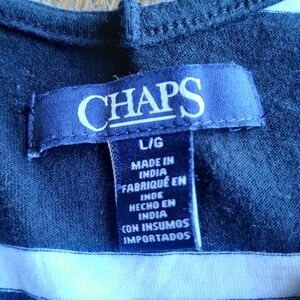 CHAPS
L/G
MADE IN
INDIA
FABRIQUÉ EN
INDE
HECHO EN
INDIA
CON INSUMOS
IMPORTADOS